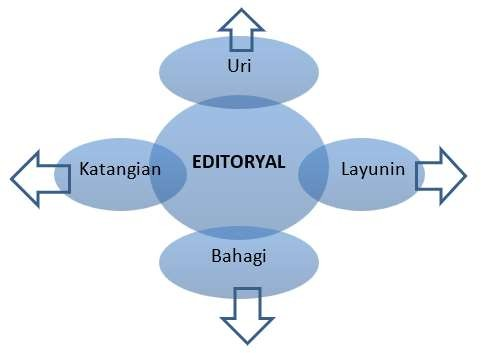 Uri
Katangian
EDITORYAL
Layunin
Bahagi